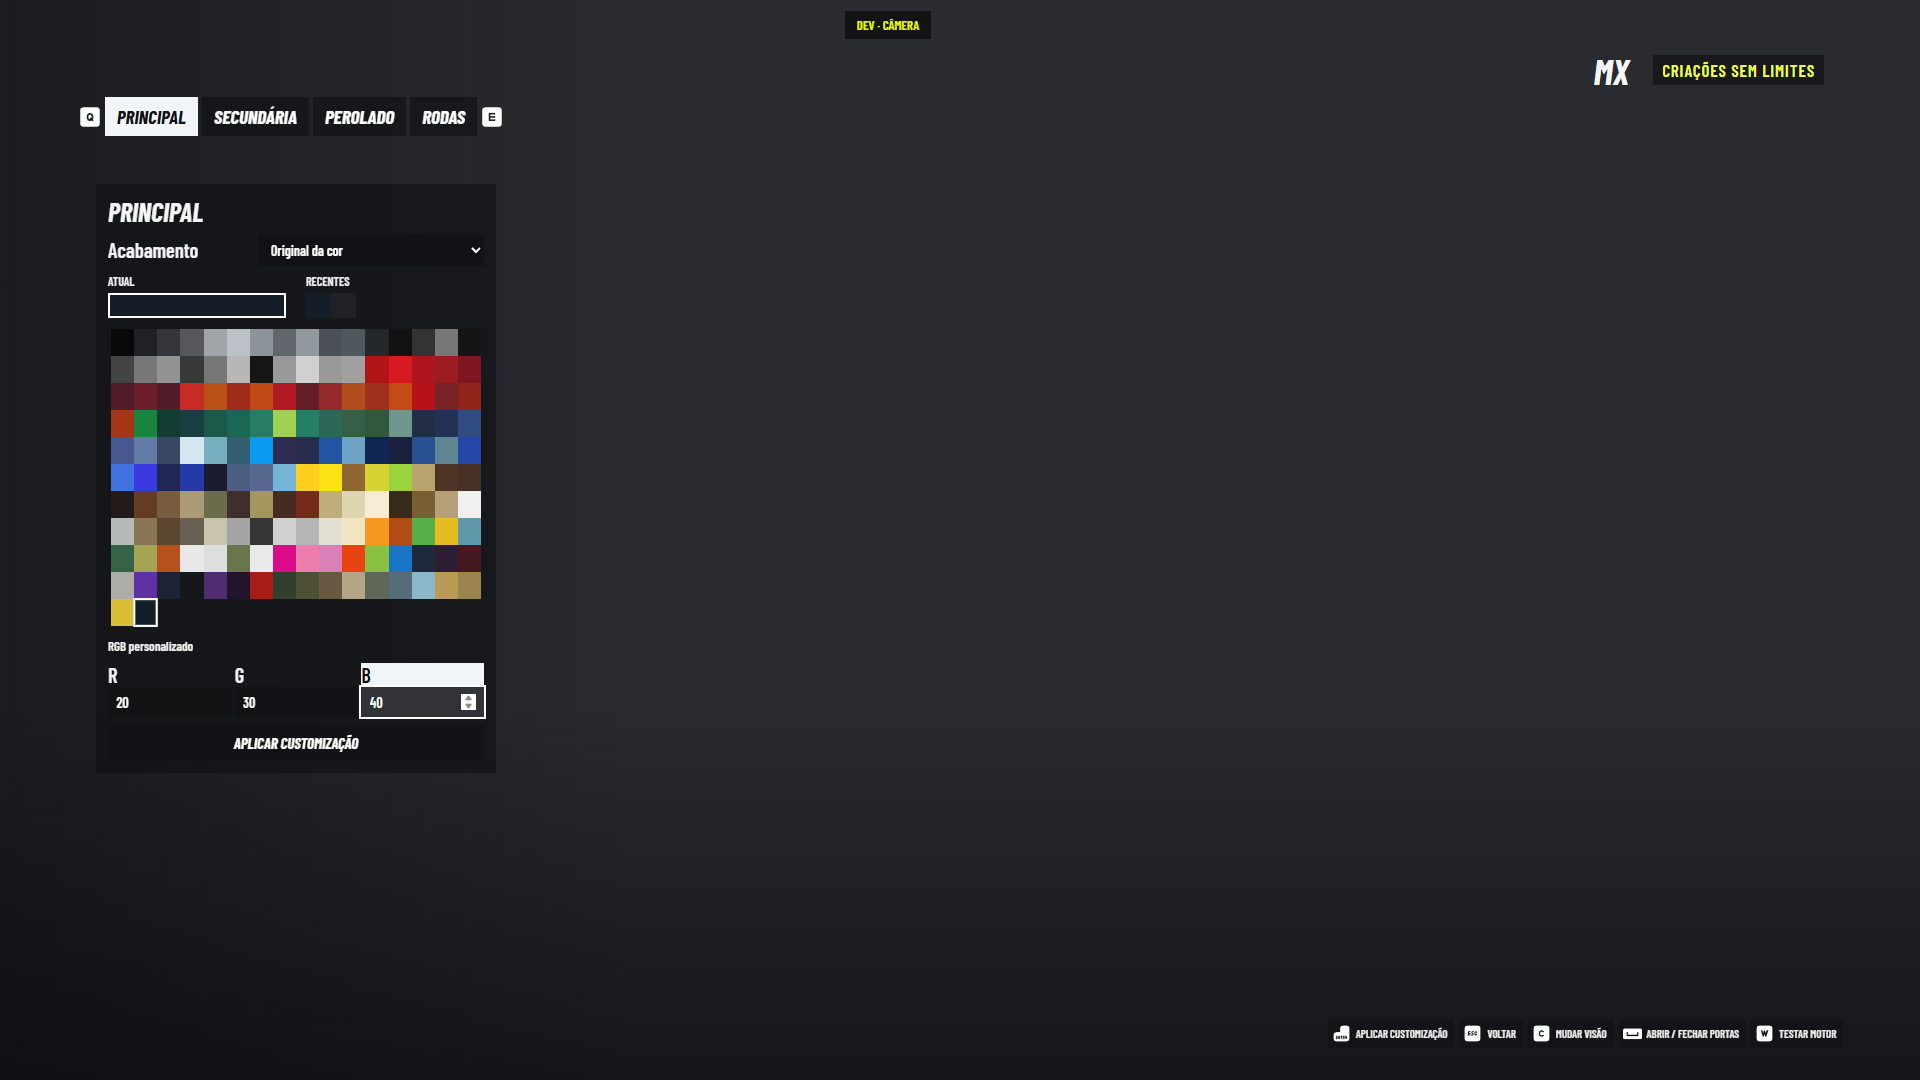 DEV - CÂMERA
MX CRIAÇÕES SEM LIMITES
Q PRINCIPAL SECUNDÁRIA PEROLADO RODAS E
PRINCIPAL
Acabamento Original da cor
ATUAL RECENTES
RGB personalizado
R G B
20 30 40
APLICAR CUSTOMIZAÇÃO
ENTER APLICAR CUSTOMIZAÇÃO ESC VOLTAR C MUDAR VISÃO ABRIR / FECHAR PORTAS W TESTAR MOTOR